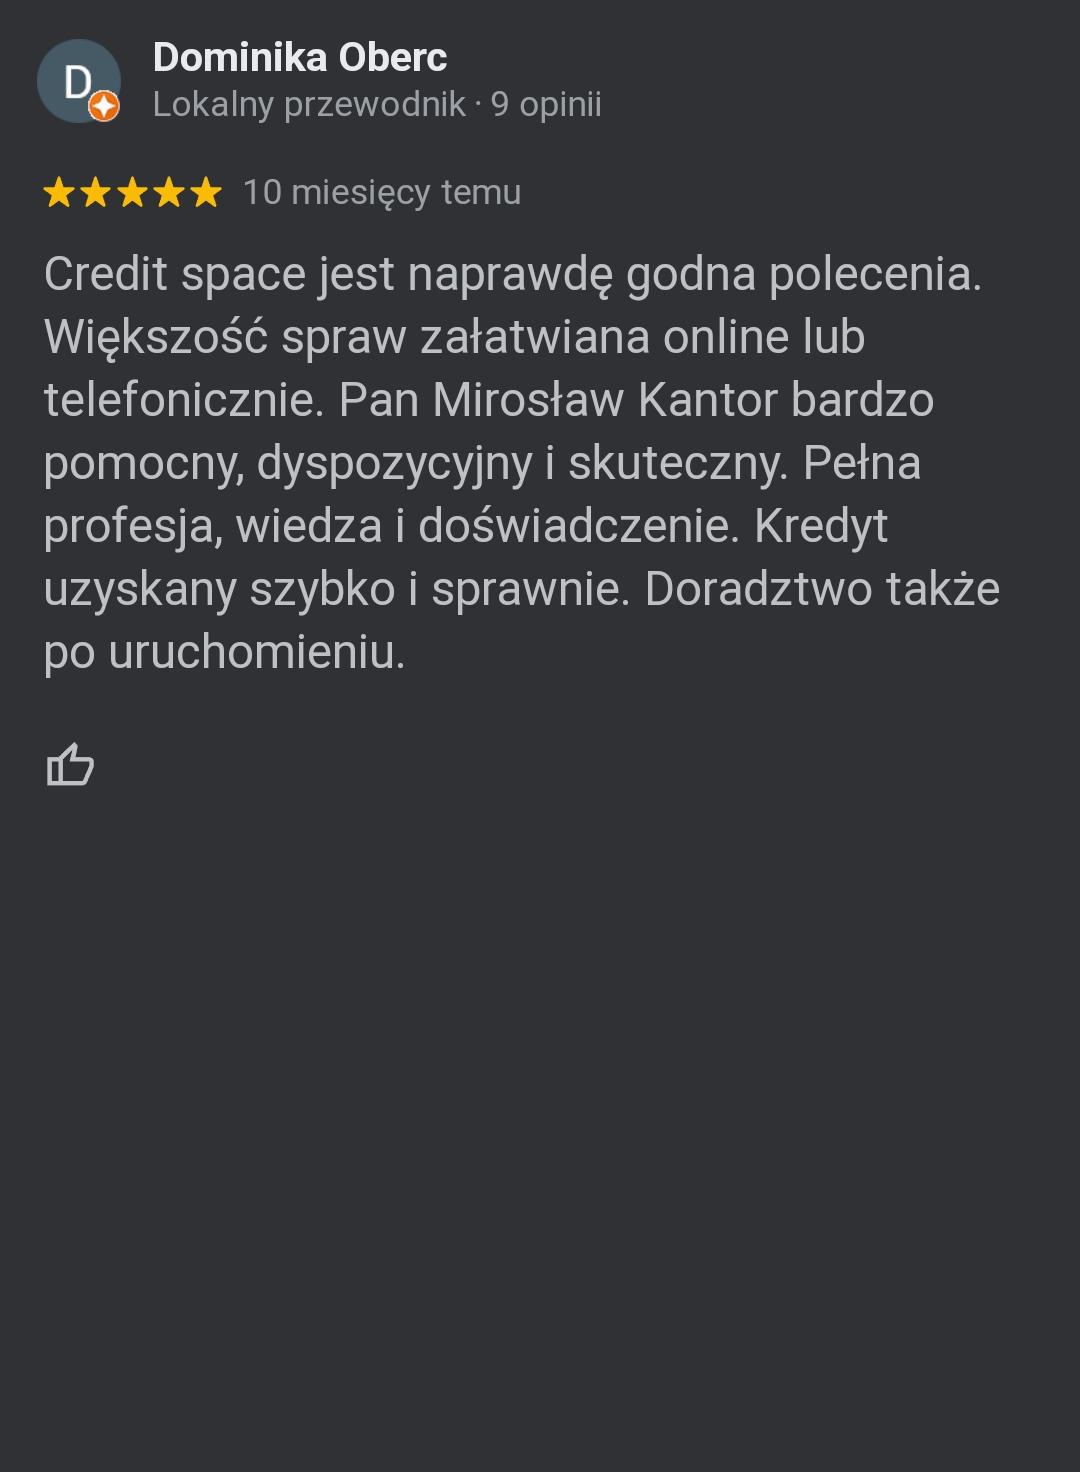 D
Dominika Oberc
Lokalny przewodnik · 9 opinii
10 miesięcy temu
Credit space jest naprawdę godna polecenia.
Większość spraw załatwiana online lub
telefonicznie. Pan Mirosław Kantor bardzo
pomocny, dyspozycyjny i skuteczny. Pełna
profesja, wiedza i doświadczenie. Kredyt
uzyskany szybko i sprawnie. Doradztwo także
po uruchomieniu.